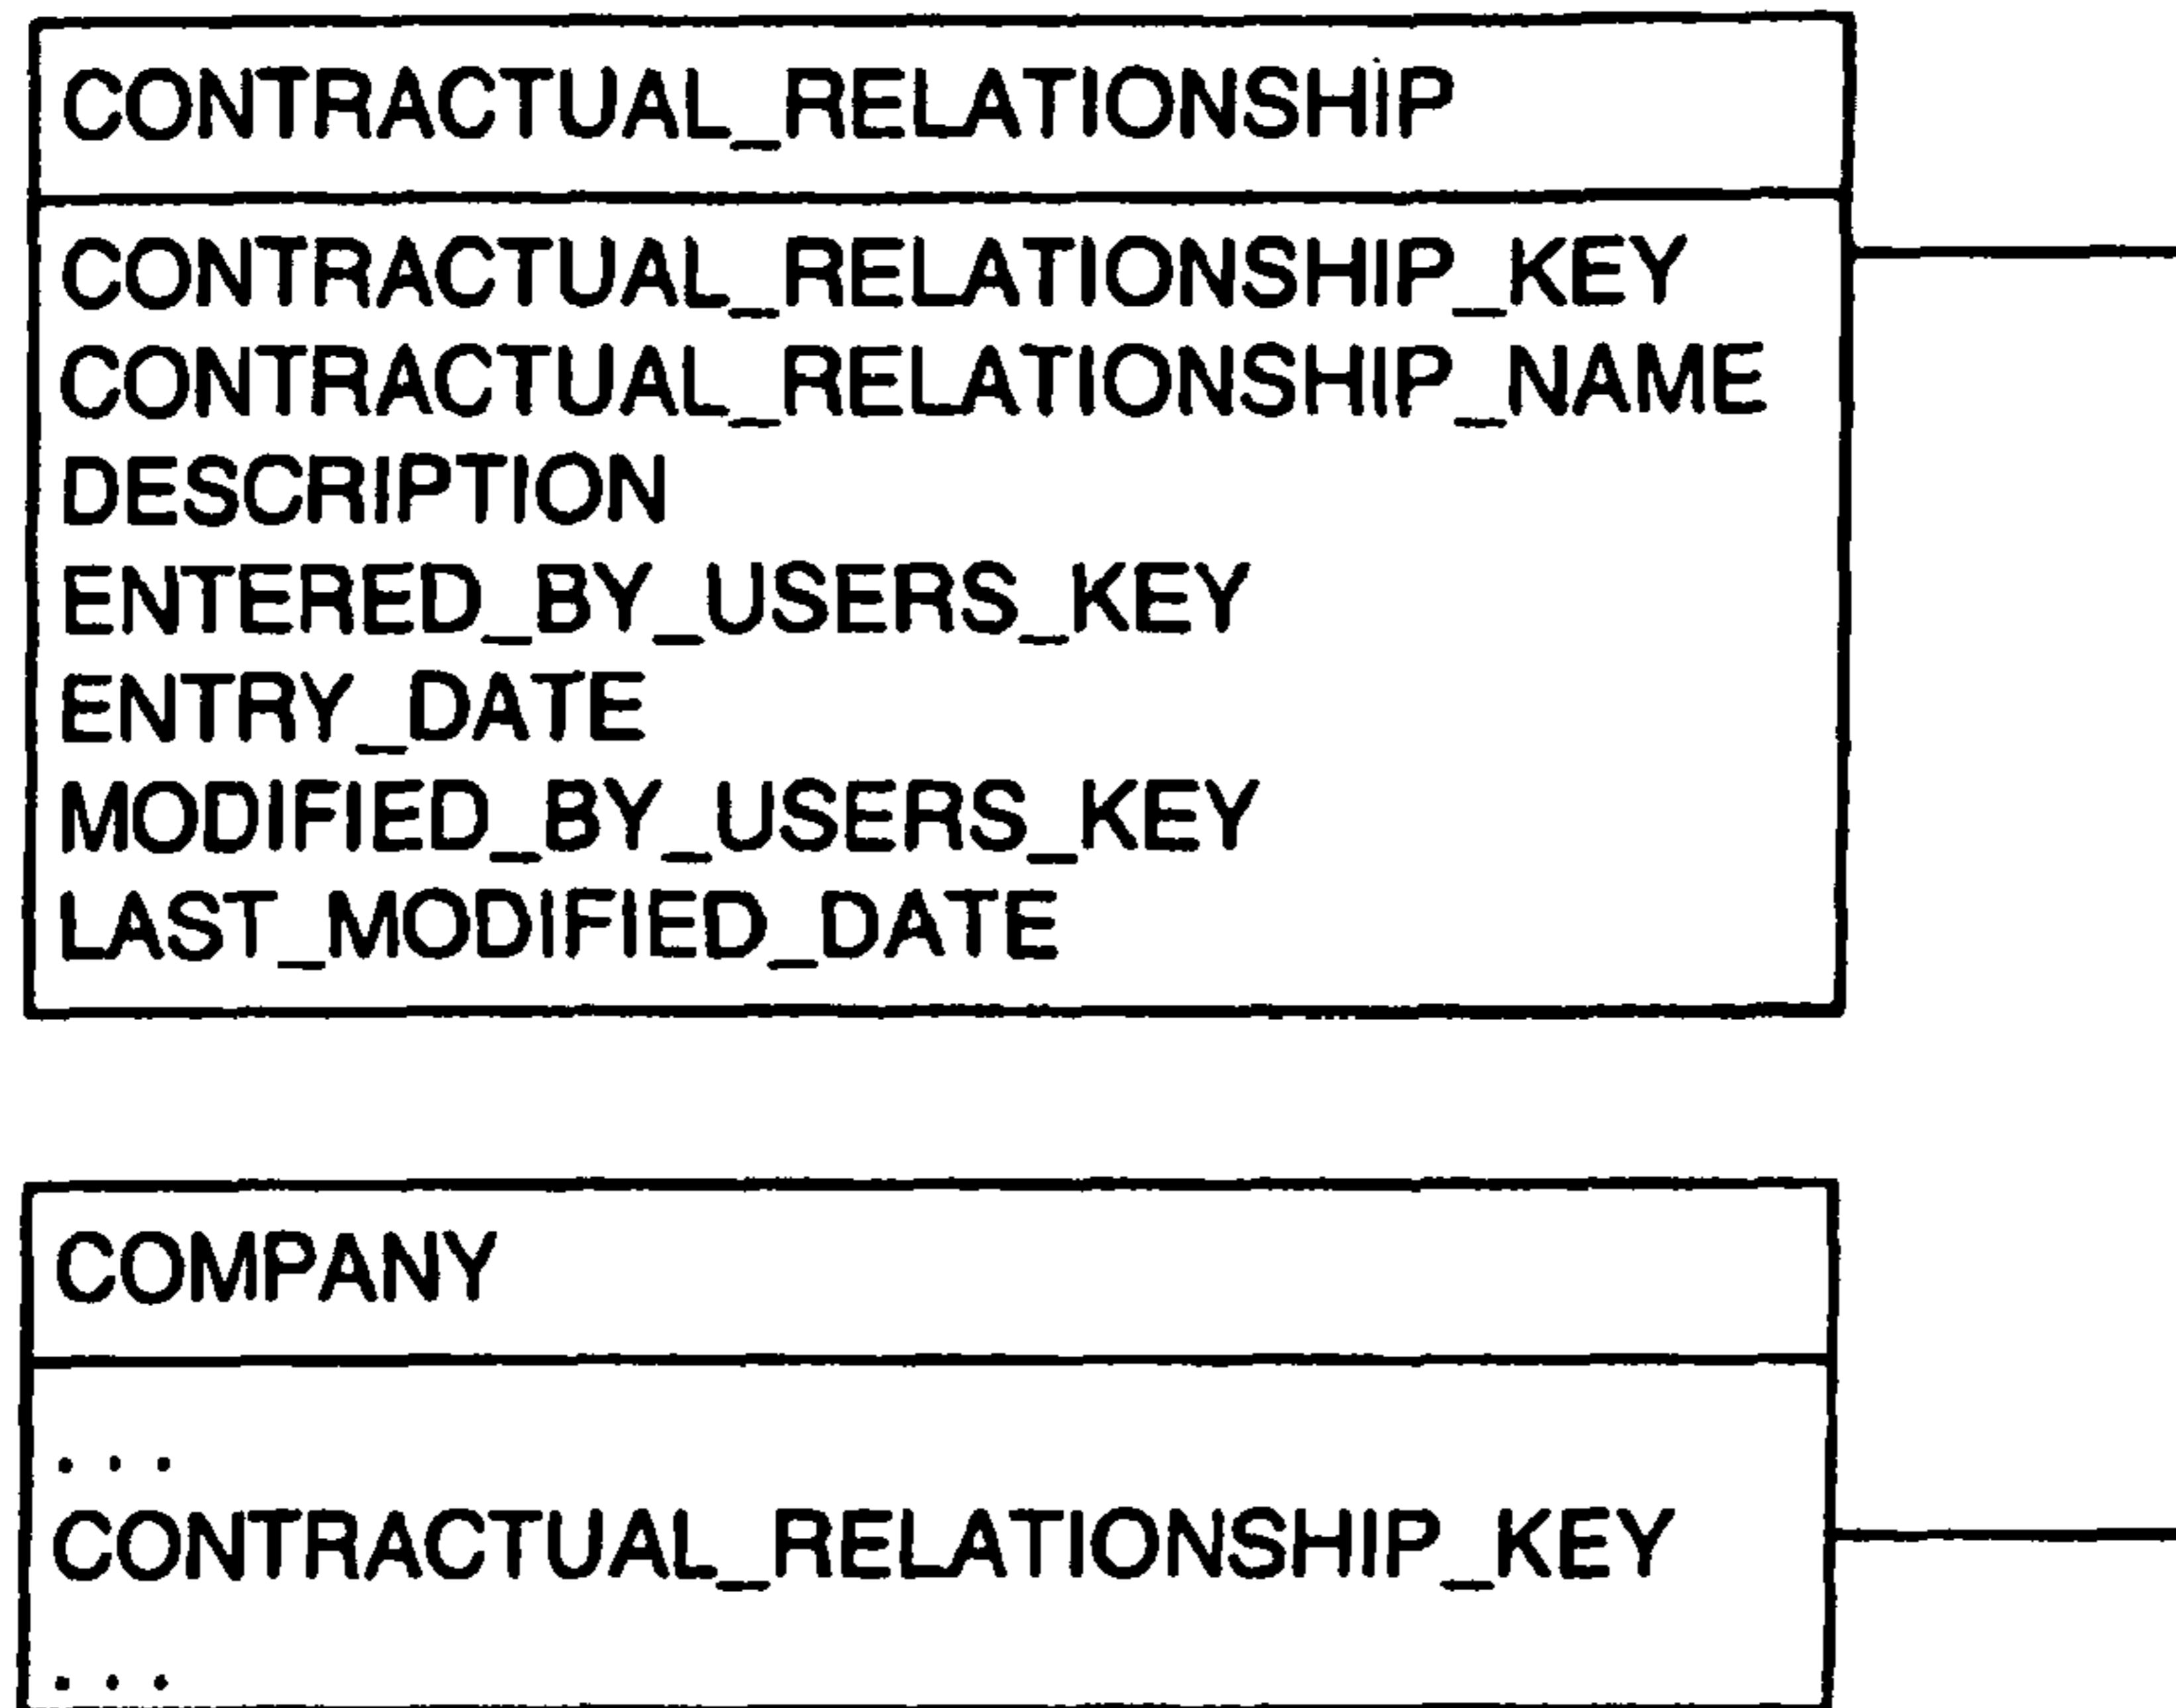 CONTRACTUAL_RELATIONSHIP
CONTRACTUAL_RELATIONSHIP_KEY
CONTRACTUAL_RELATIONSHIP_NAME
DESCRIPTION
ENTERED_BY_USERS_KEY
ENTRY_DATE
MODIFIED_BY_USERS_KEY
LAST_MODIFIED_DATE
COMPANY
. . .
CONTRACTUAL_RELATIONSHIP_KEY
. . .